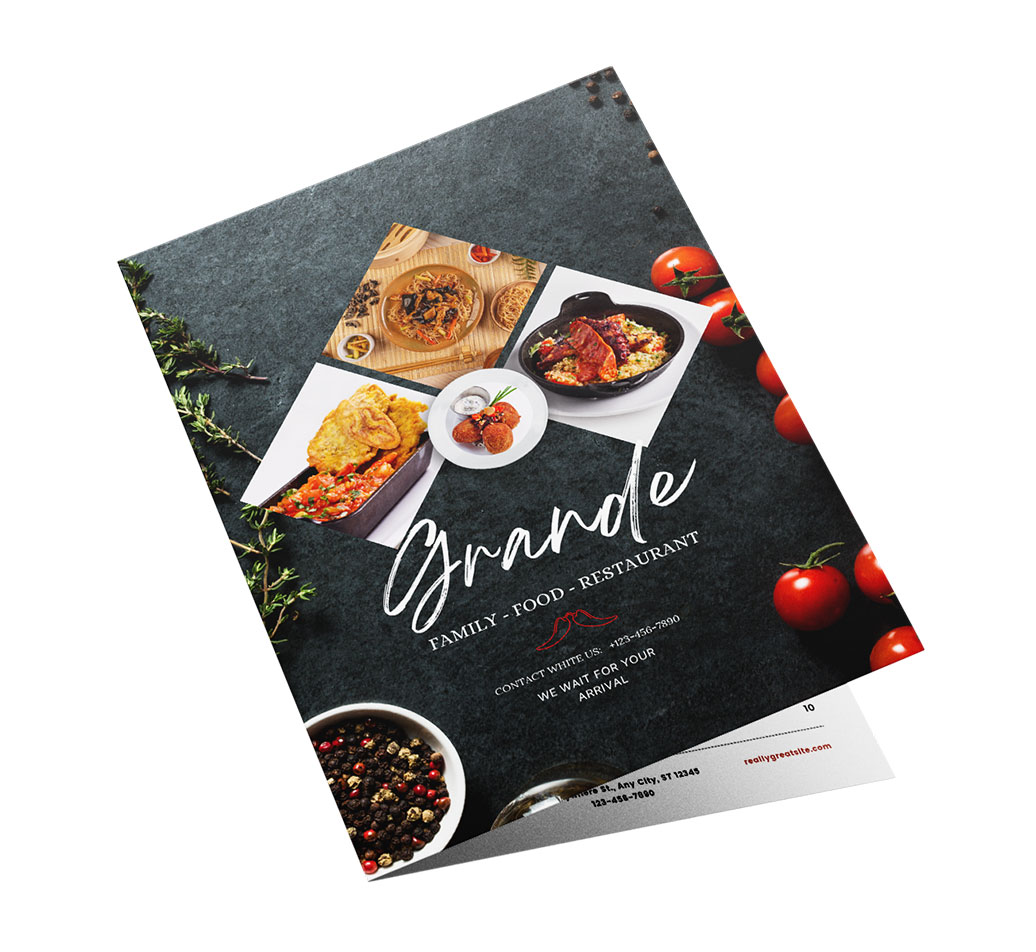 Grande
FAMILY - FOOD - RESTAURANT
CONTACT WHITE US: +123-456-7890
WE WAIT FOR YOUR
ARRIVAL
10
reallygreatsite.com
St., Any City, ST 12345
123-456-7890